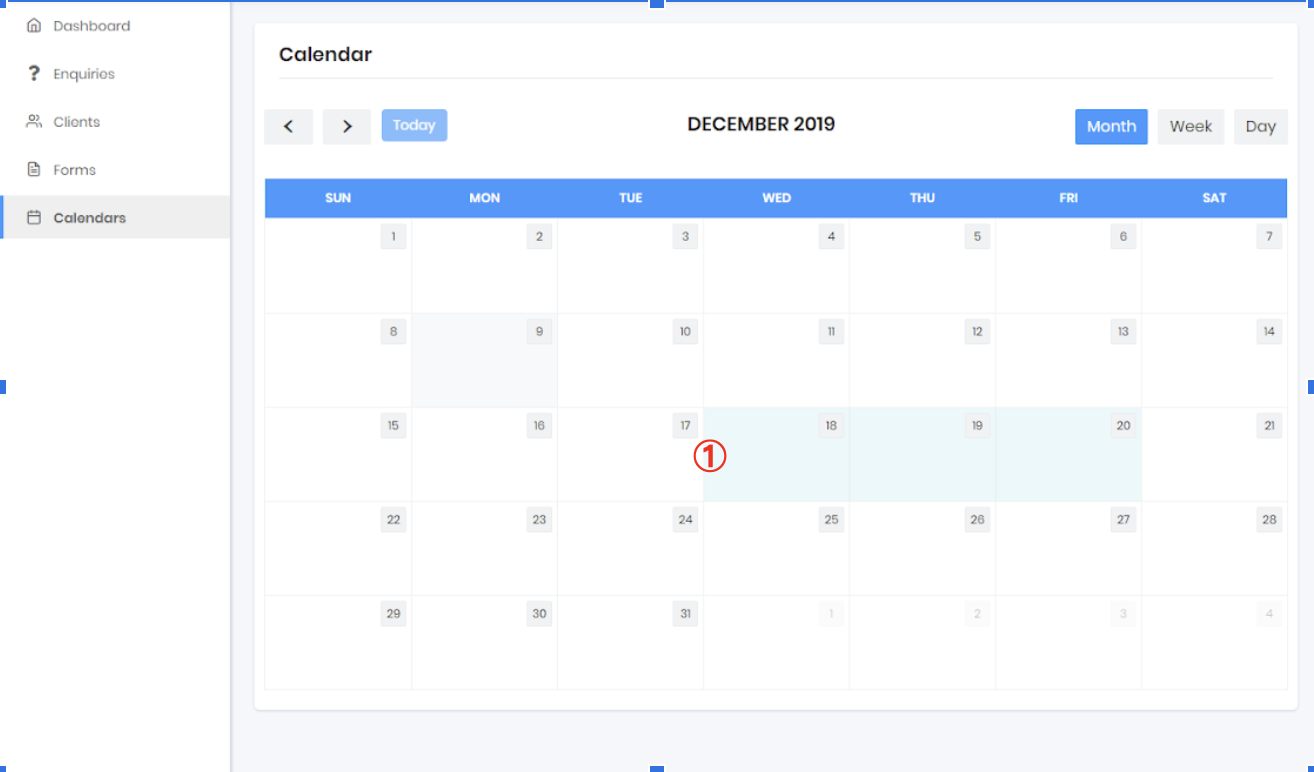 Dashboard
? Enquiries
Clients
Forms
Calendars
Calendar
< > Today DECEMBER 2019 Month Week Day
SUN MON TUE WED THU FRI SAT
1 2 3 4 5 6 7
8 9 10 11 12 13 14
15 16 17 18 19 20 21
①
22 23 24 25 26 27 28
29 30 31 1 2 3 4